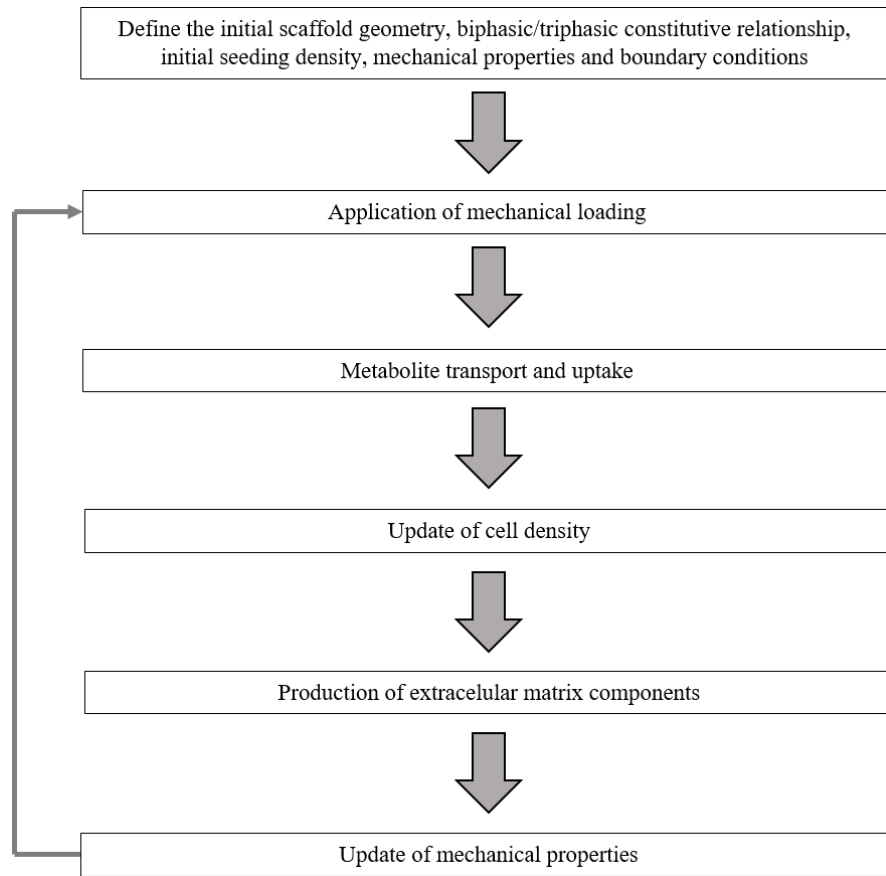 Define the initial scaffold geometry, biphasic/triphasic constitutive relationship,
initial seeding density, mechanical properties and boundary conditions
Application of mechanical loading
Metabolite transport and uptake
Update of cell density
Production of extracelular matrix components
Update of mechanical properties